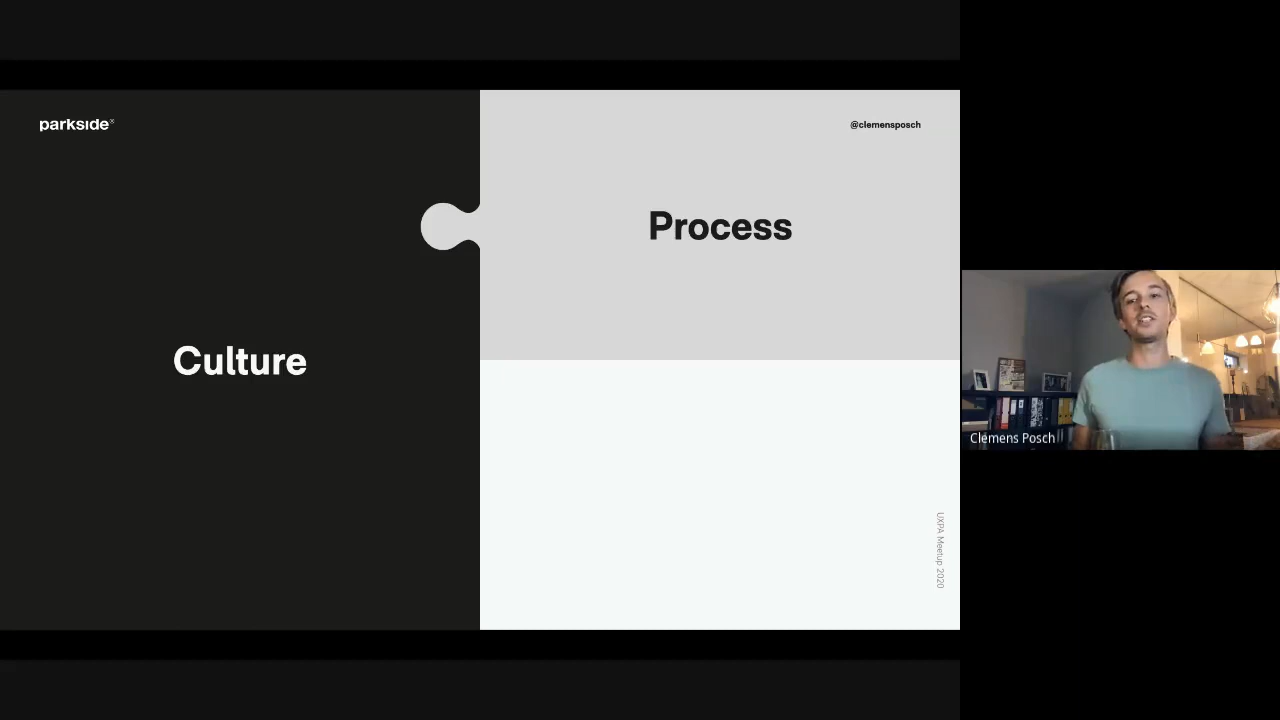 parkside®
@clemensposch
Process
Culture
Clemens Posch
UXPA Meetup 2020